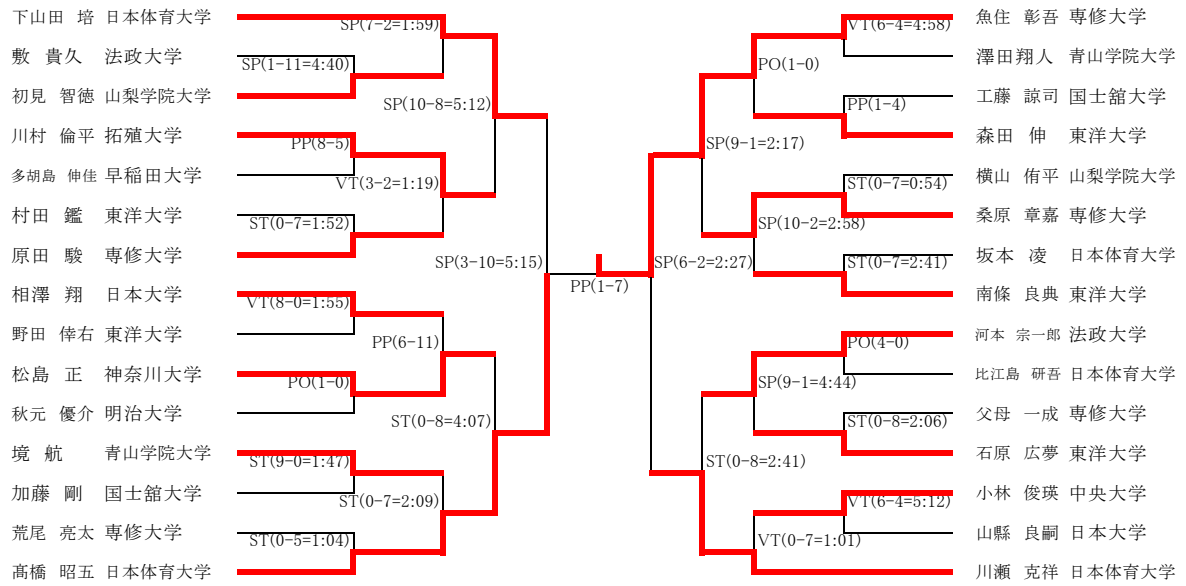 下山田 培 日本体育大学
敷 貴久 法政大学
初見 智徳 山梨学院大学
川村 倫平 拓殖大学
多胡島 伸佳 早稲田大学
村田 鑑 東洋大学
原田 駿 専修大学
相澤 翔 日本大学
野田 倖右 東洋大学
松島 正 神奈川大学
秋元 優介 明治大学
境 航 青山学院大学
加藤 剛 国士舘大学
荒尾 亮太 専修大学
髙橋 昭五 日本体育大学
SP(7-2=1:59)
SP(1-11=4:40)
SP(10-8=5:12)
PP(8-5)
VT(3-2=1:19)
ST(0-7=1:52)
SP(3-10=5:15)
VT(8-0=1:55)
PP(6-11)
PO(1-0)
ST(0-8=4:07)
ST(9-0=1:47)
ST(0-7=2:09)
ST(0-5=1:04)
PP(1-7)
VT(6-4=4:58)
PO(1-0)
PP(1-4)
SP(9-1=2:17)
ST(0-7=0:54)
SP(10-2=2:58)
SP(6-2=2:27)
ST(0-7=2:41)
PO(4-0)
SP(9-1=4:44)
ST(0-8=2:06)
ST(0-8=2:41)
VT(6-4=5:12)
VT(0-7=1:01)
魚住 彰吾 専修大学
澤田翔人 青山学院大学
工藤 諒司 国士舘大学
森田 伸 東洋大学
横山 侑平 山梨学院大学
桑原 章嘉 専修大学
坂本 凌 日本体育大学
南條 良典 東洋大学
河本 宗一郎 法政大学
比江島 研吾 日本体育大学
父母 一成 専修大学
石原 広夢 東洋大学
小林 俊瑛 中央大学
山縣 良嗣 日本大学
川瀬 克祥 日本体育大学